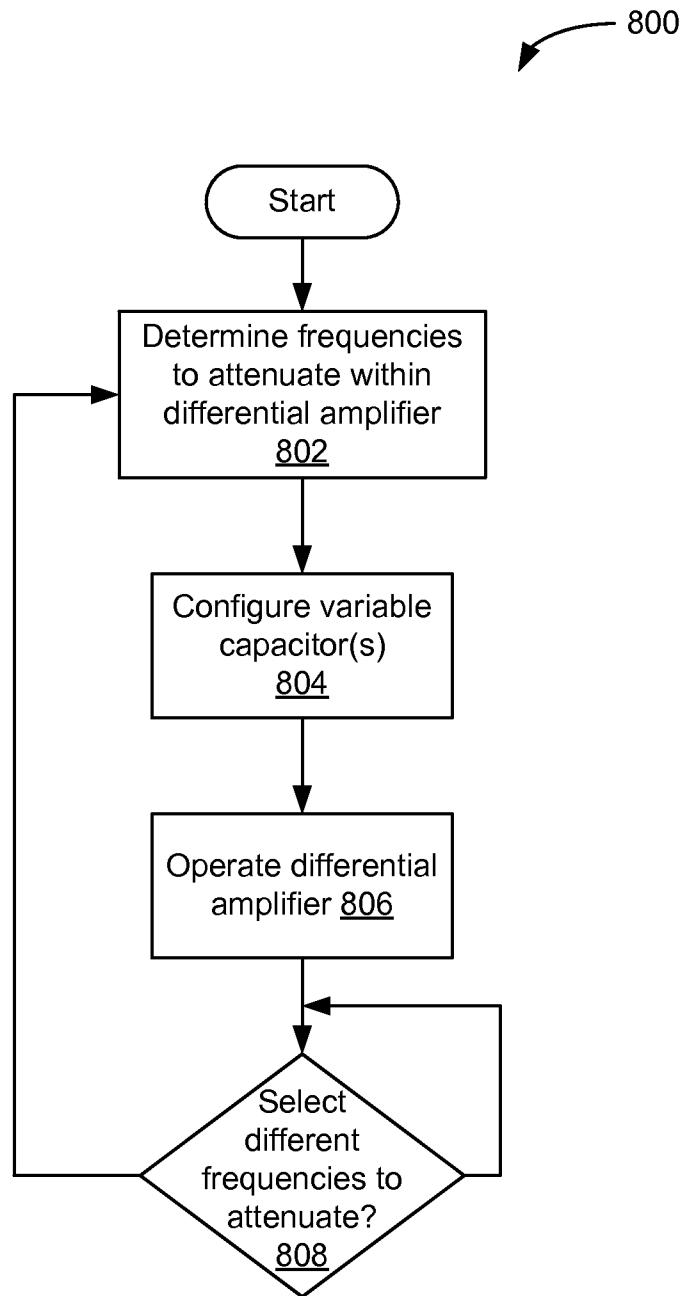 800
Start
Determine frequencies
to attenuate within
differential amplifier
802
Configure variable
capacitor(s)
804
Operate differential
amplifier 806
Select
different
frequencies to
attenuate?
808